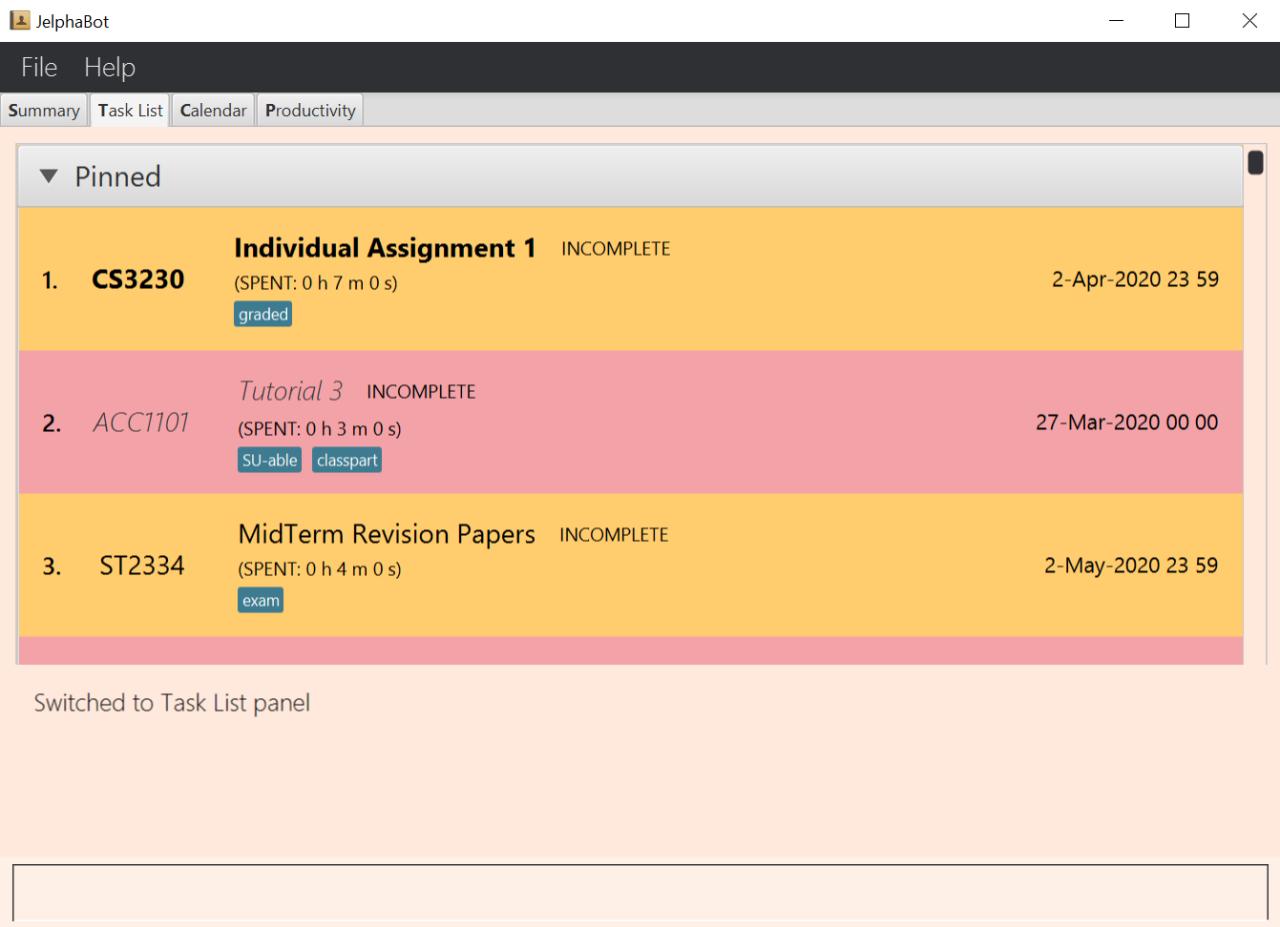 JelphaBot
File Help
Summary Task List Calendar Productivity
Pinned
1. CS3230 Individual Assignment 1 INCOMPLETE
(SPENT: 0 h 7 m 0 s)
graded
2-Apr-2020 23 59
2. ACC1101 Tutorial 3 INCOMPLETE
(SPENT: 0 h 3 m 0 s)
SU-able classpart
27-Mar-2020 00 00
3. ST2334 MidTerm Revision Papers INCOMPLETE
(SPENT: 0 h 4 m 0 s)
exam
2-May-2020 23 59
Switched to Task List panel